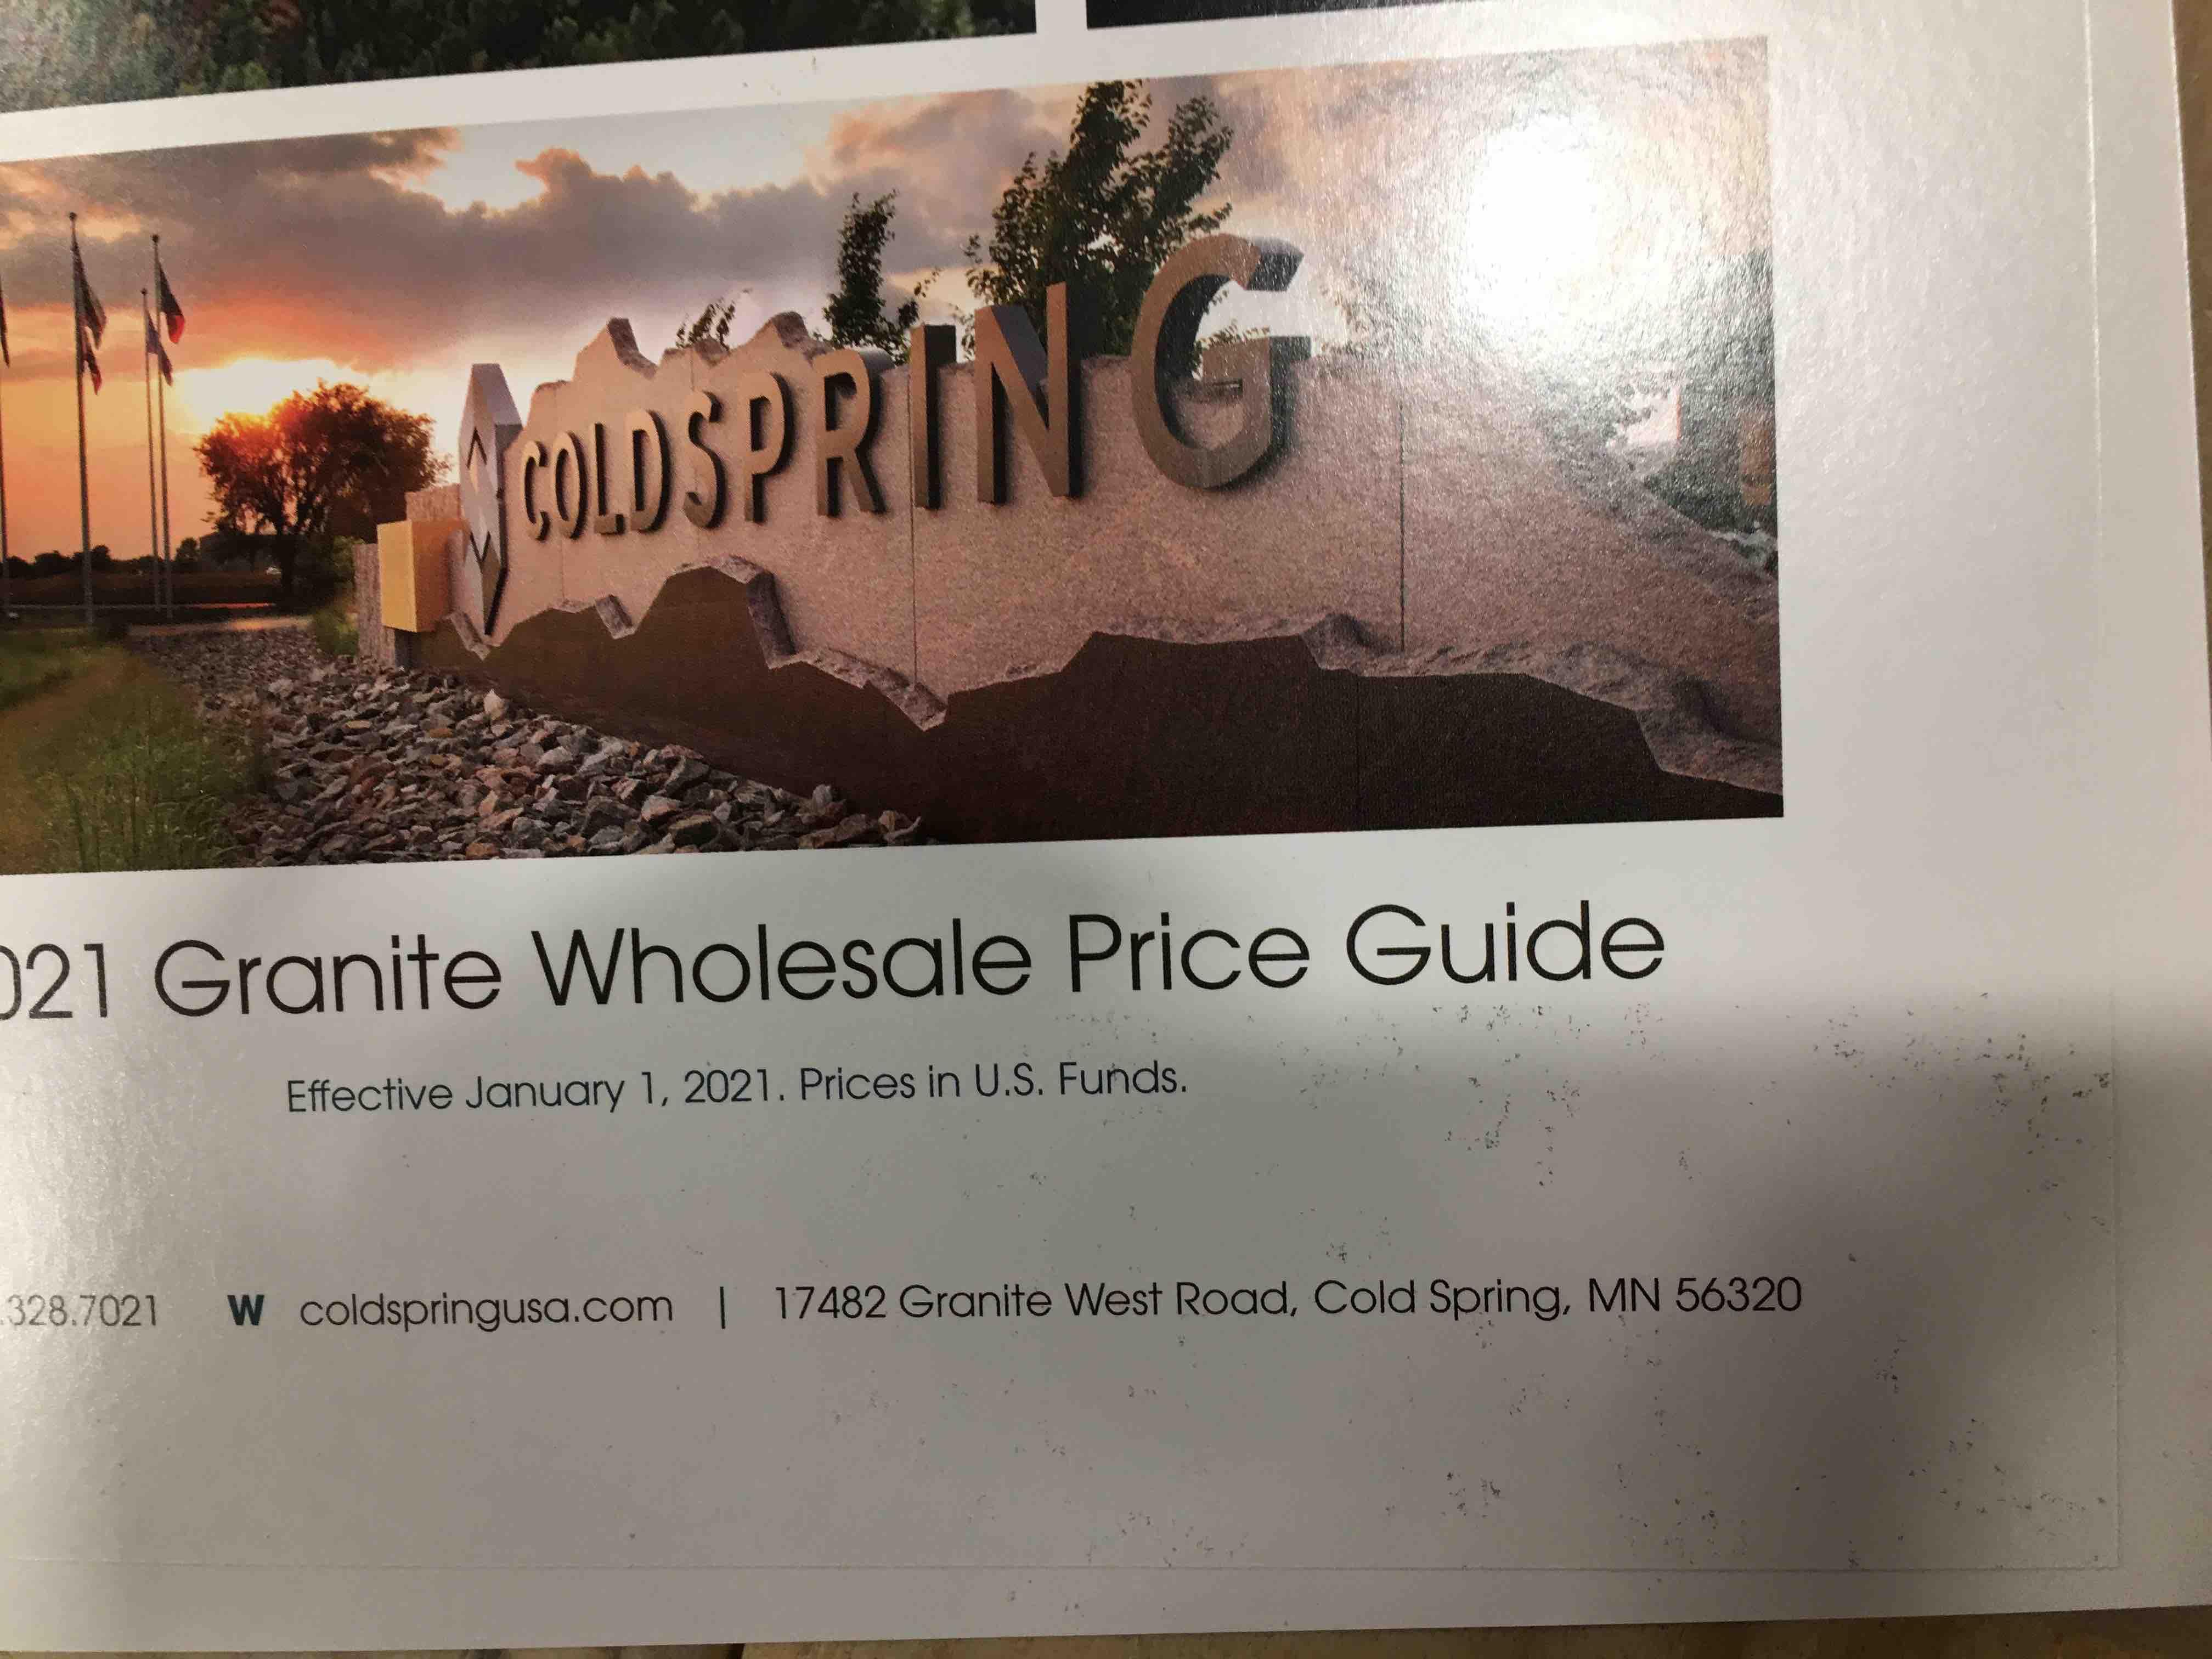 COLDSPRING
021 Granite Wholesale Price Guide
Effective January 1, 2021. Prices in U.S. Funds.
.328.7021 W coldspringusa.com | 17482 Granite West Road, Cold Spring, MN 56320